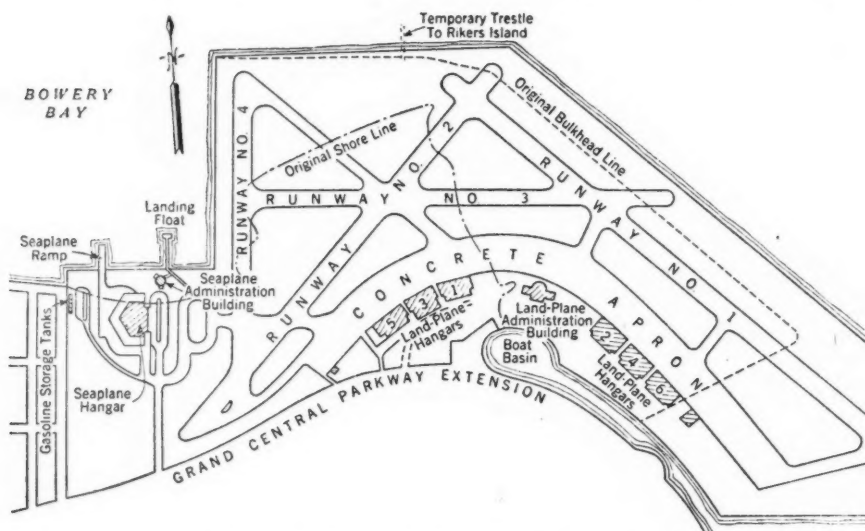 Temporary Trestle
To Rikers Island
BOWERY
BAY
Original Bulkhead Line
RUNWAY NO. 4
Original Shore Line
RUNWAY NO. 2
RUNWAY NO 3
RUNWAY NO 1
Landing
Float
Seaplane
Ramp
Seaplane
Administration
Building
CONCRETE APRON
5
3
1
Land-Plane
Hangars
Land-Plane
Administration
Building
Boat
Basin
2
4
6
Land-Plane
Hangars
Gasoline Storage Tanks
Seaplane
Hangar
GRAND CENTRAL PARKWAY EXTENSION